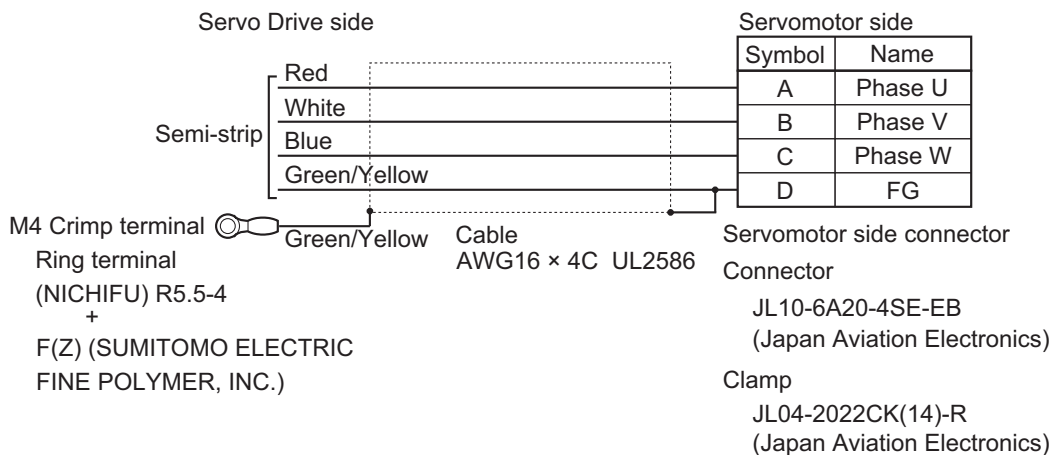 Servo Drive side
Servomotor side
Symbol Name
Red
A Phase U
White
B Phase V
Semi-strip
Blue
C Phase W
Green/Yellow
D FG
M4 Crimp terminal
Green/Yellow
Ring terminal
(NICHIFU) R5.5-4
+
F(Z) (SUMITOMO ELECTRIC
FINE POLYMER, INC.)
Cable
AWG16 × 4C UL2586
Servomotor side connector
Connector
JL10-6A20-4SE-EB
(Japan Aviation Electronics)
Clamp
JL04-2022CK(14)-R
(Japan Aviation Electronics)